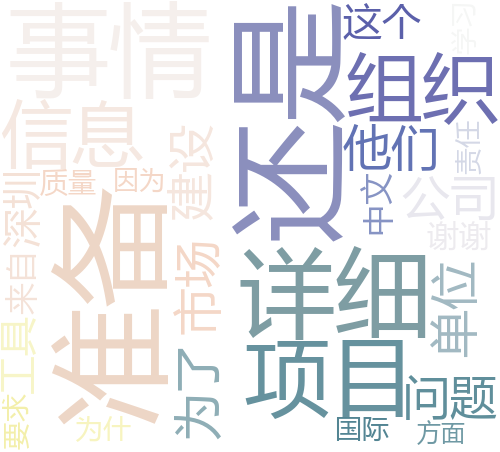 事情
还是
这个
学习
组织
信息
他们
责任
建设
质量
因为
深圳
中文
公司
准备
谢谢
来自
市场
详细
单位
工具
项目
为了
问题
要求
为什
国际
方面